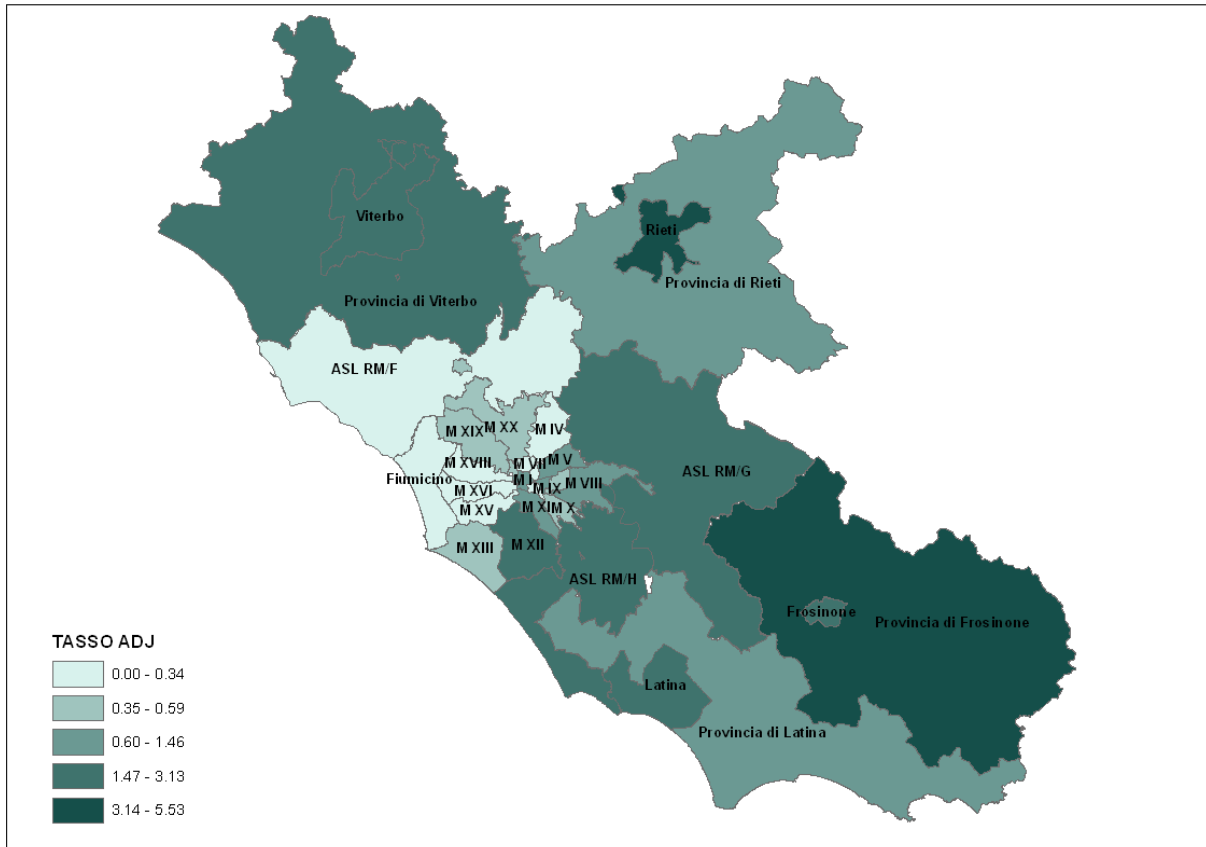 Viterbo
Rieti
Provincia di Rieti
Provincia di Viterbo
ASL RM/F
M XX
M XIX
M IV
M V
M VII
M XVIII
ASL RM/G
Fiumicino
M I
M VIII
M IX
M XVI
M XI
M X
M XV
M XIII
M XII
ASL RM/H
Frosinone
Provincia di Frosinone
Latina
Provincia di Latina
TASSO ADJ
0.00 - 0.34
0.35 - 0.59
0.60 - 1.46
1.47 - 3.13
3.14 - 5.53